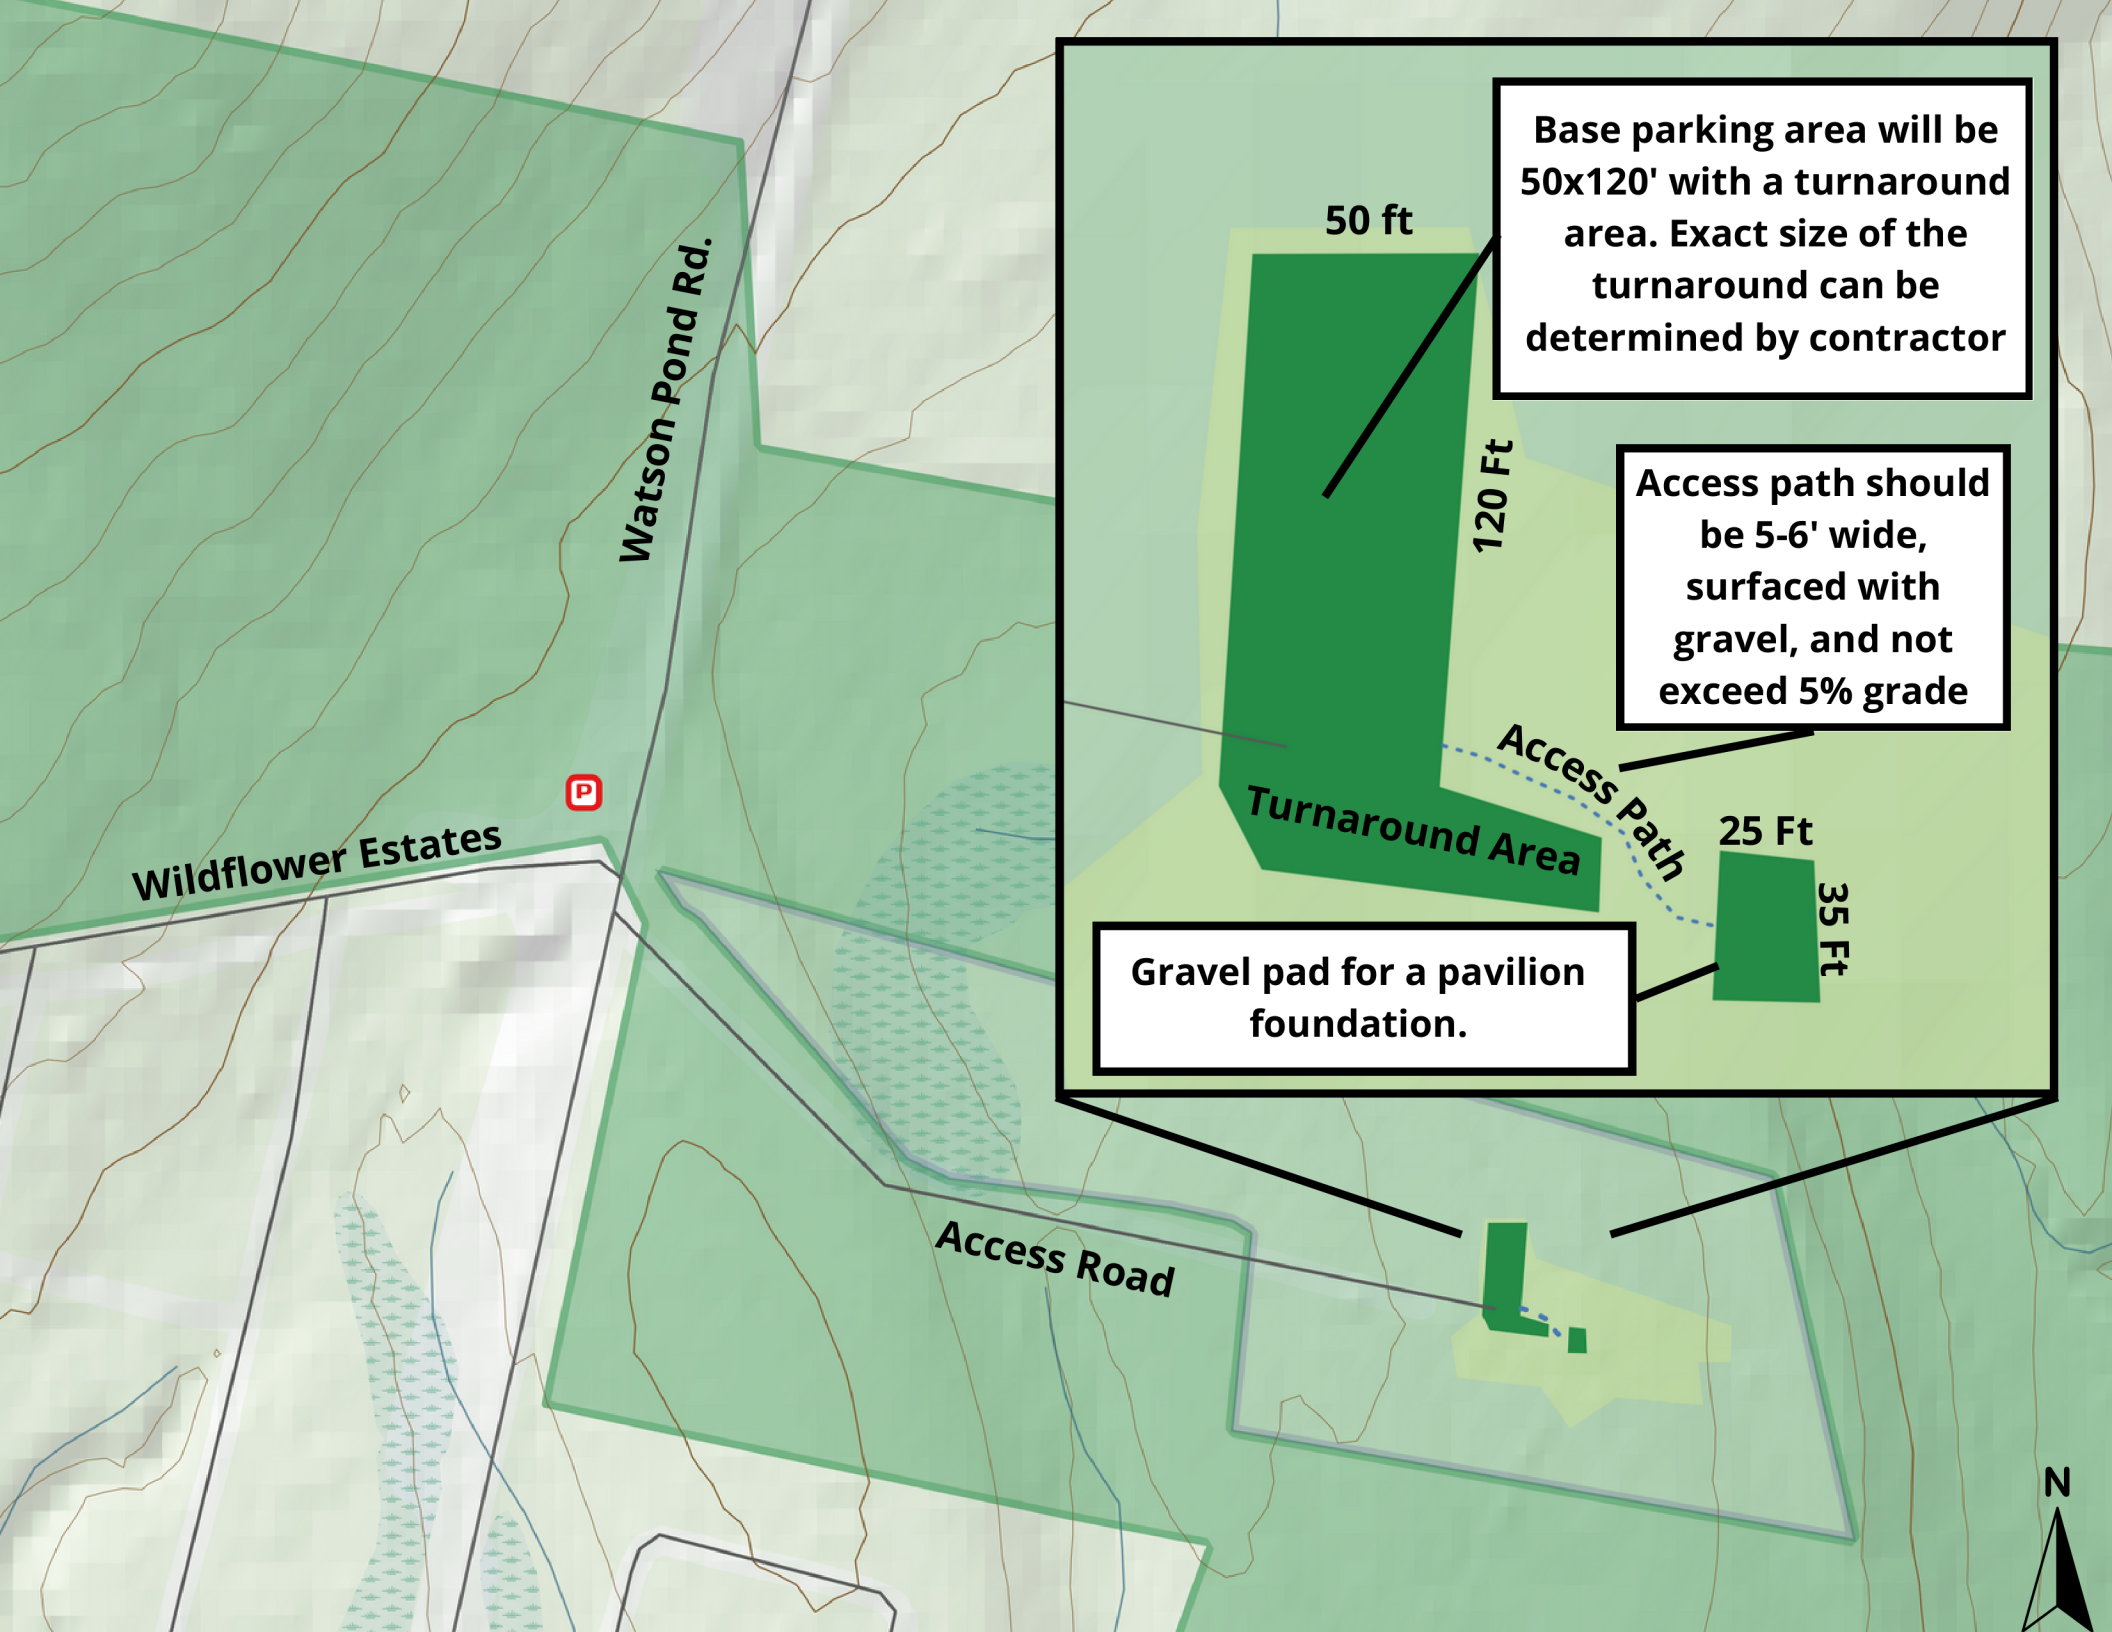 Base parking area will be
50x120' with a turnaround
area. Exact size of the
turnaround can be
determined by contractor
50 ft
120 Ft
Access path should
be 5-6' wide,
surfaced with
gravel, and not
exceed 5% grade
Access Path
Turnaround Area
25 Ft
35 Ft
Gravel pad for a pavilion
foundation.
Watson Pond Rd.
P
Wildflower Estates
Access Road
N